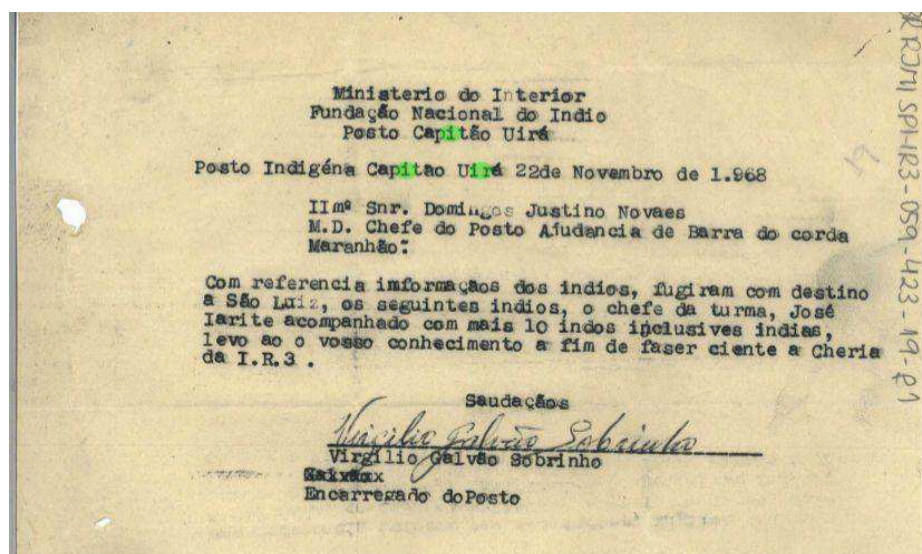 Ministerio do Interior
Fundação Nacional do Indio
Posto Capitão Uirá
Posto Indigéna Capitao Uirá 22de Novembro de 1.968
IImº Snr. Domingos Justino Novaes
M.D. Chefe do Posto Aiudancia de Barra do corda
Maranhão:
Com referencia imformaçaos dos indios, fugiram com destino
a São Luiz, os seguintes indios, o chefe da turma, José
Iarite acompanhado com mais 10 indos inclusives indias,
levo ao o vosso conhecimento a fim de faser ciente a Cheria
da I.R.3 .
Saudaçãos
Virgilio Galvão Sobrinho
Virgilio Galvão Sobrinho
Encarregado doPosto